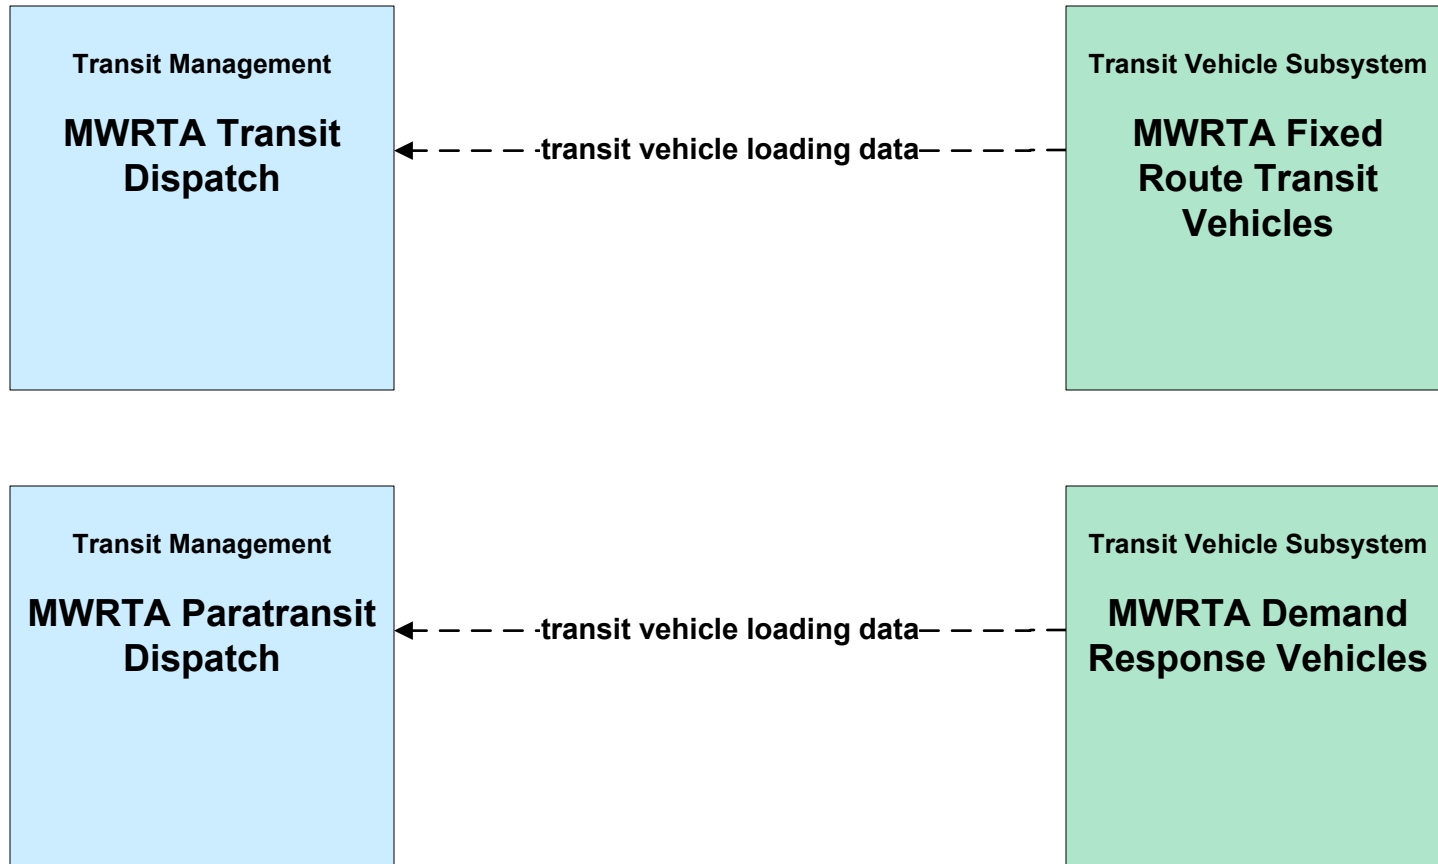 Transit Management
MWRTA Transit
Dispatch
transit vehicle loading data
Transit Vehicle Subsystem
MWRTA Fixed
Route Transit
Vehicles
Transit Management
MWRTA Paratransit
Dispatch
transit vehicle loading data
Transit Vehicle Subsystem
MWRTA Demand
Response Vehicles